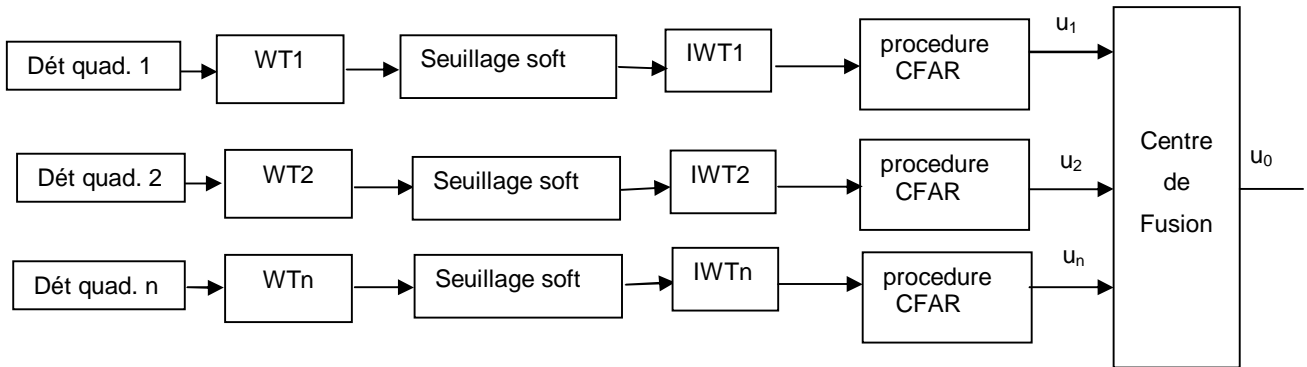 Dét quad. 1
WT1
Seuillage soft
IWT1
procedure
CFAR
u1
Dét quad. 2
WT2
Seuillage soft
IWT2
procedure
CFAR
u2
Dét quad. n
WTn
Seuillage soft
IWTn
procedure
CFAR
un
Centre
de
Fusion
u0